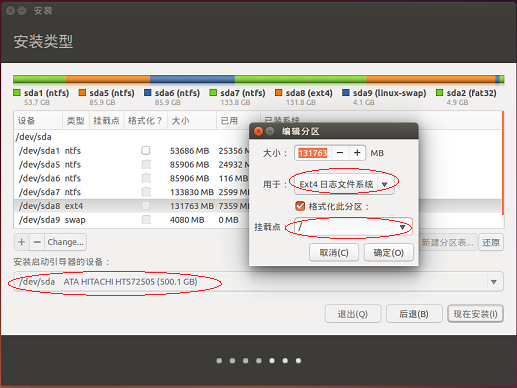 安装
安装类型
sda1 (ntfs) sda5 (ntfs) sda6 (ntfs) sda7 (ntfs) sda8 (ext4) sda9 (linux-swap) sda2 (fat32)
53.7 GB 85.9 GB 85.9 GB 133.8 GB 131.8 GB 4.1 GB 4.9 GB
设备 类型 挂载点 格式化？ 大小 已用 已装系统
/dev/sda
/dev/sda1 ntfs 53686 MB 25356 M
/dev/sda5 ntfs 85905 MB 24932 M
/dev/sda6 ntfs 85906 MB 116 MB
/dev/sda7 ntfs 133830 MB 2599 M
/dev/sda8 ext4 131763 MB 7359 M
/dev/sda9 swap 4080 MB 0 MB
编辑分区
大小： 131763 MB
用于： Ext4 日志文件系统
格式化此分区：
挂载点： /
取消(C) 确定(O)
Change... 新建分区表... 还原
安装启动引导器的设备：
/dev/sda ATA HITACHI HTS72505 (500.1 GB)
退出(Q) 后退(B) 现在安装(I)